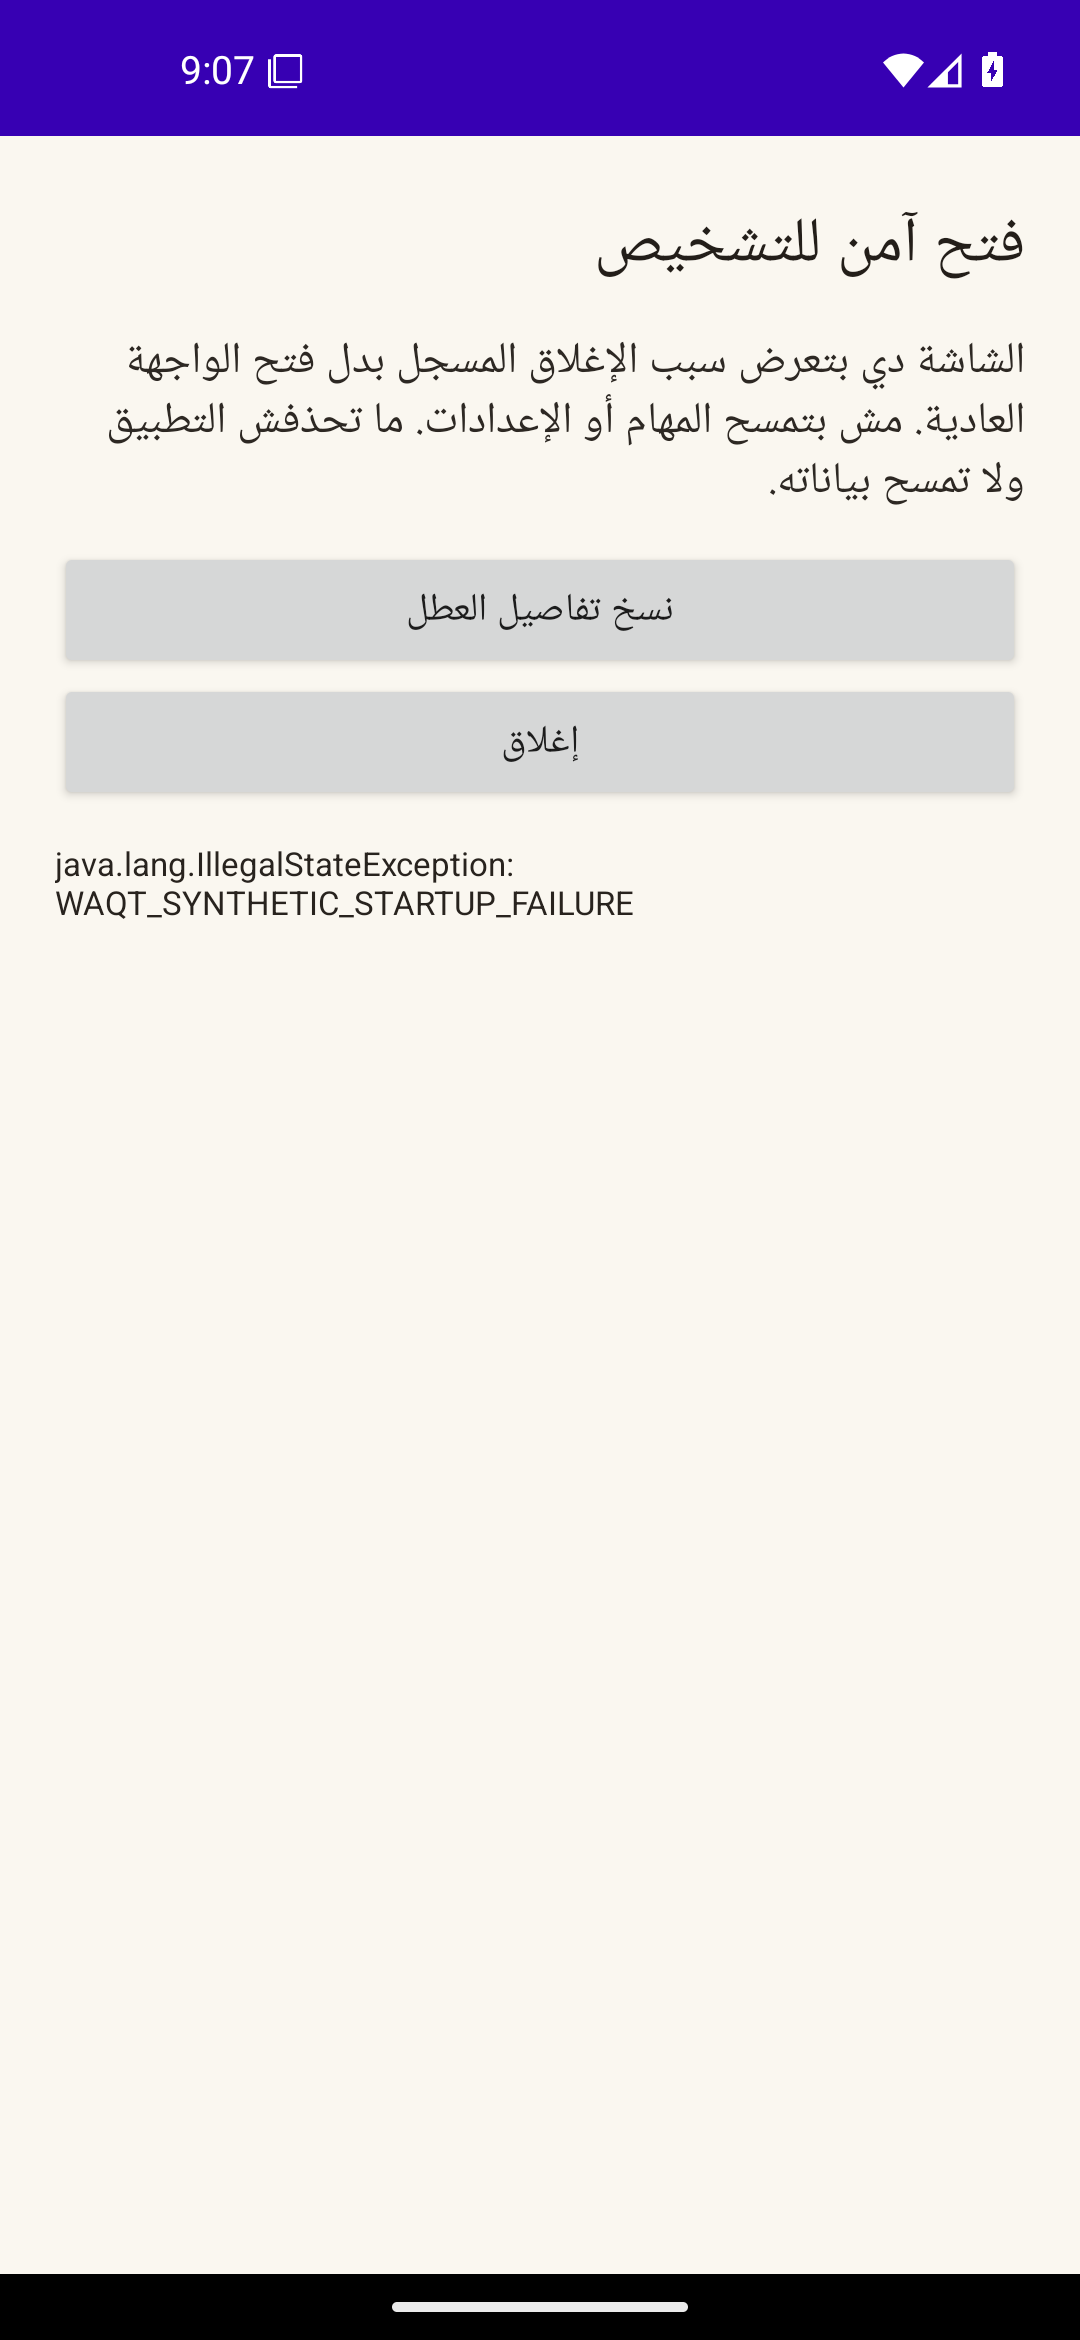 9:07
فتح آمن للتشخيص
الشاشة دي بتعرض سبب الإغلاق المسجل بدل فتح الواجهة
العادية. مش بتمسح المهام أو الإعدادات. ما تحذفش التطبيق
ولا تمسح بياناته.
نسخ تفاصيل العطل
إغلاق
java.lang.IllegalStateException:
WAQT_SYNTHETIC_STARTUP_FAILURE